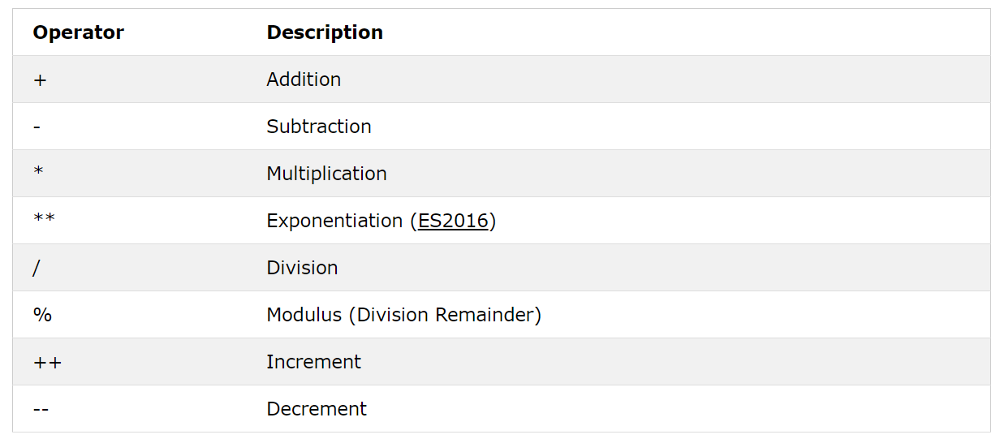 Operator Description
+ Addition
- Subtraction
* Multiplication
** Exponentiation (ES2016)
/ Division
% Modulus (Division Remainder)
++ Increment
-- Decrement